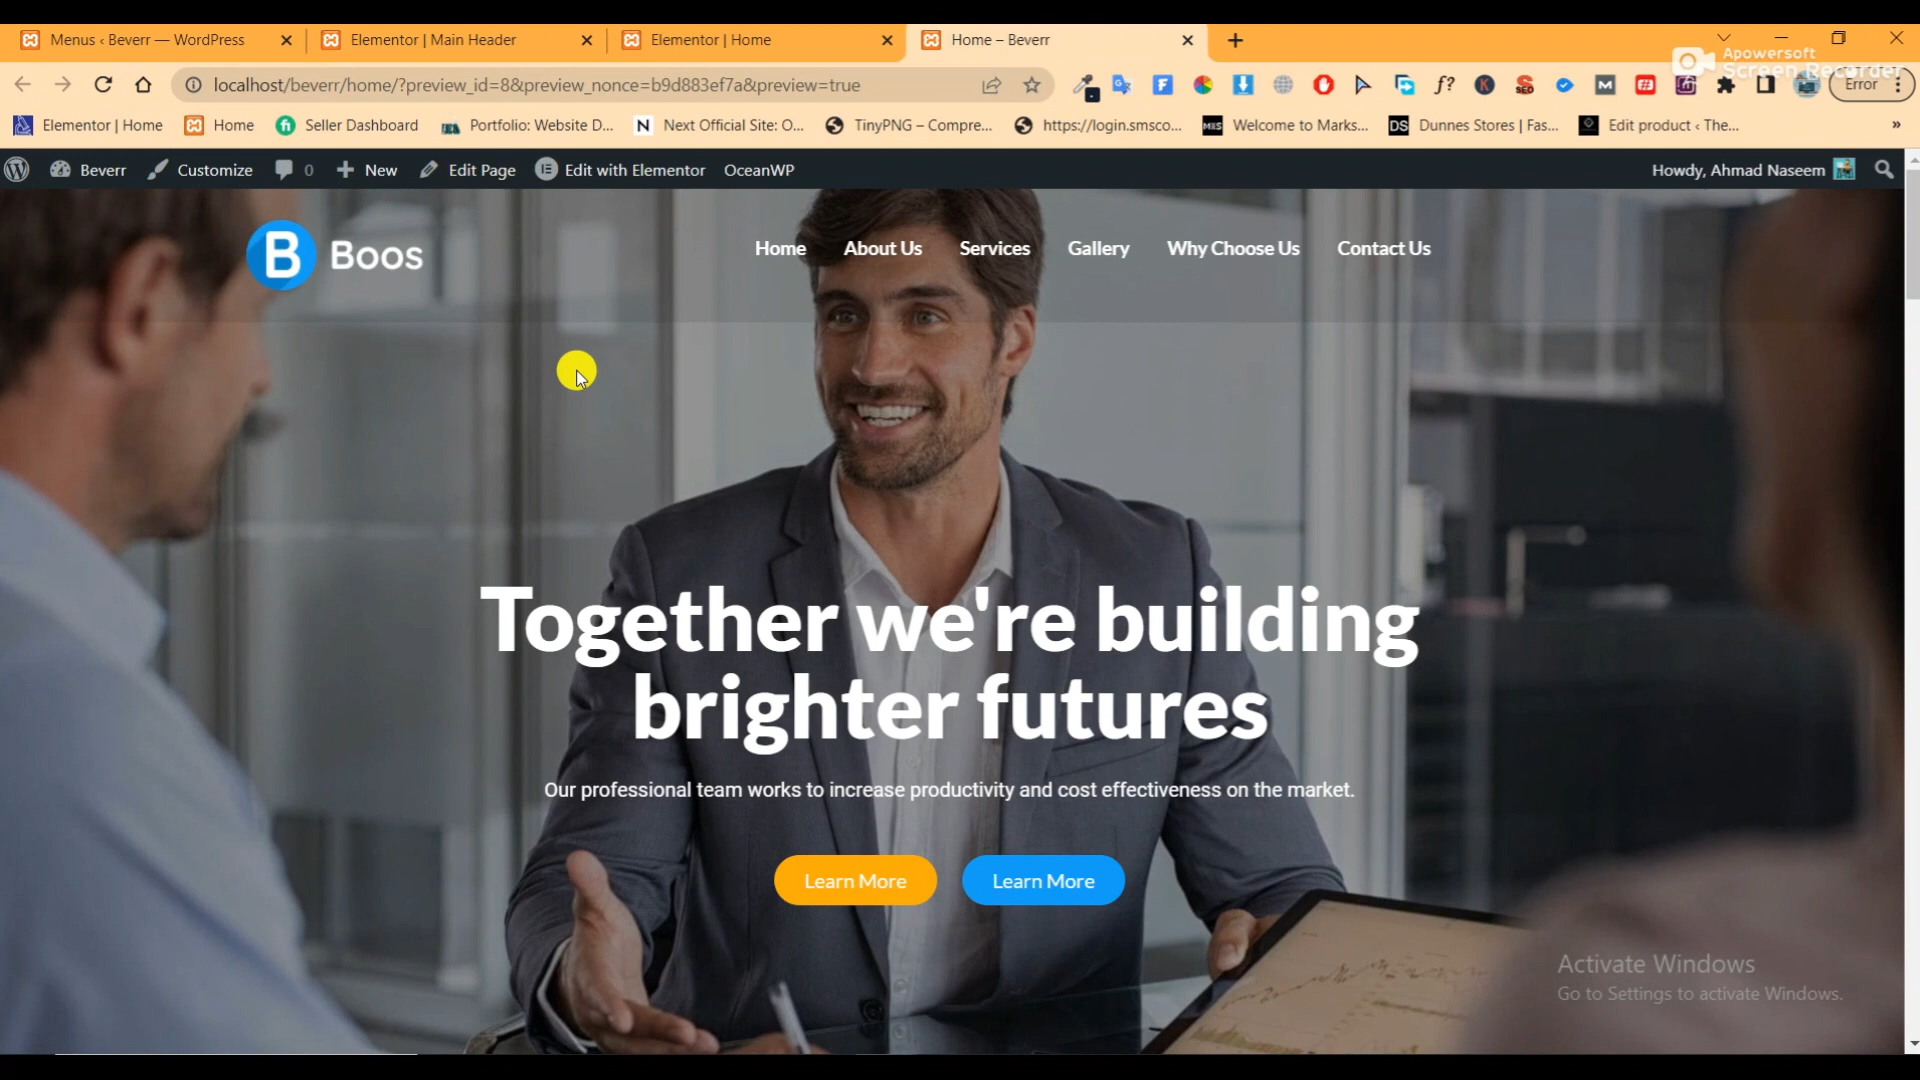 Menus ‹ Beverr — WordPress
Elementor | Main Header
Elementor | Home
Home – Beverr
Apowersoft
Screen Recorder
localhost/beverr/home/?preview_id=8&preview_nonce=b9d883ef7a&preview=true
Error
Elementor | Home
Home
Seller Dashboard
Portfolio: Website D...
Next Official Site: O...
TinyPNG – Compre...
https://login.smsco...
Welcome to Marks...
Dunnes Stores | Fas...
Edit product ‹ The...
»
Beverr
Customize
0
New
Edit Page
Edit with Elementor
OceanWP
Howdy, Ahmad Naseem
B Boos
Home
About Us
Services
Gallery
Why Choose Us
Contact Us
Together we're building
brighter futures
Our professional team works to increase productivity and cost effectiveness on the market.
Learn More
Learn More
Activate Windows
Go to Settings to activate Windows.